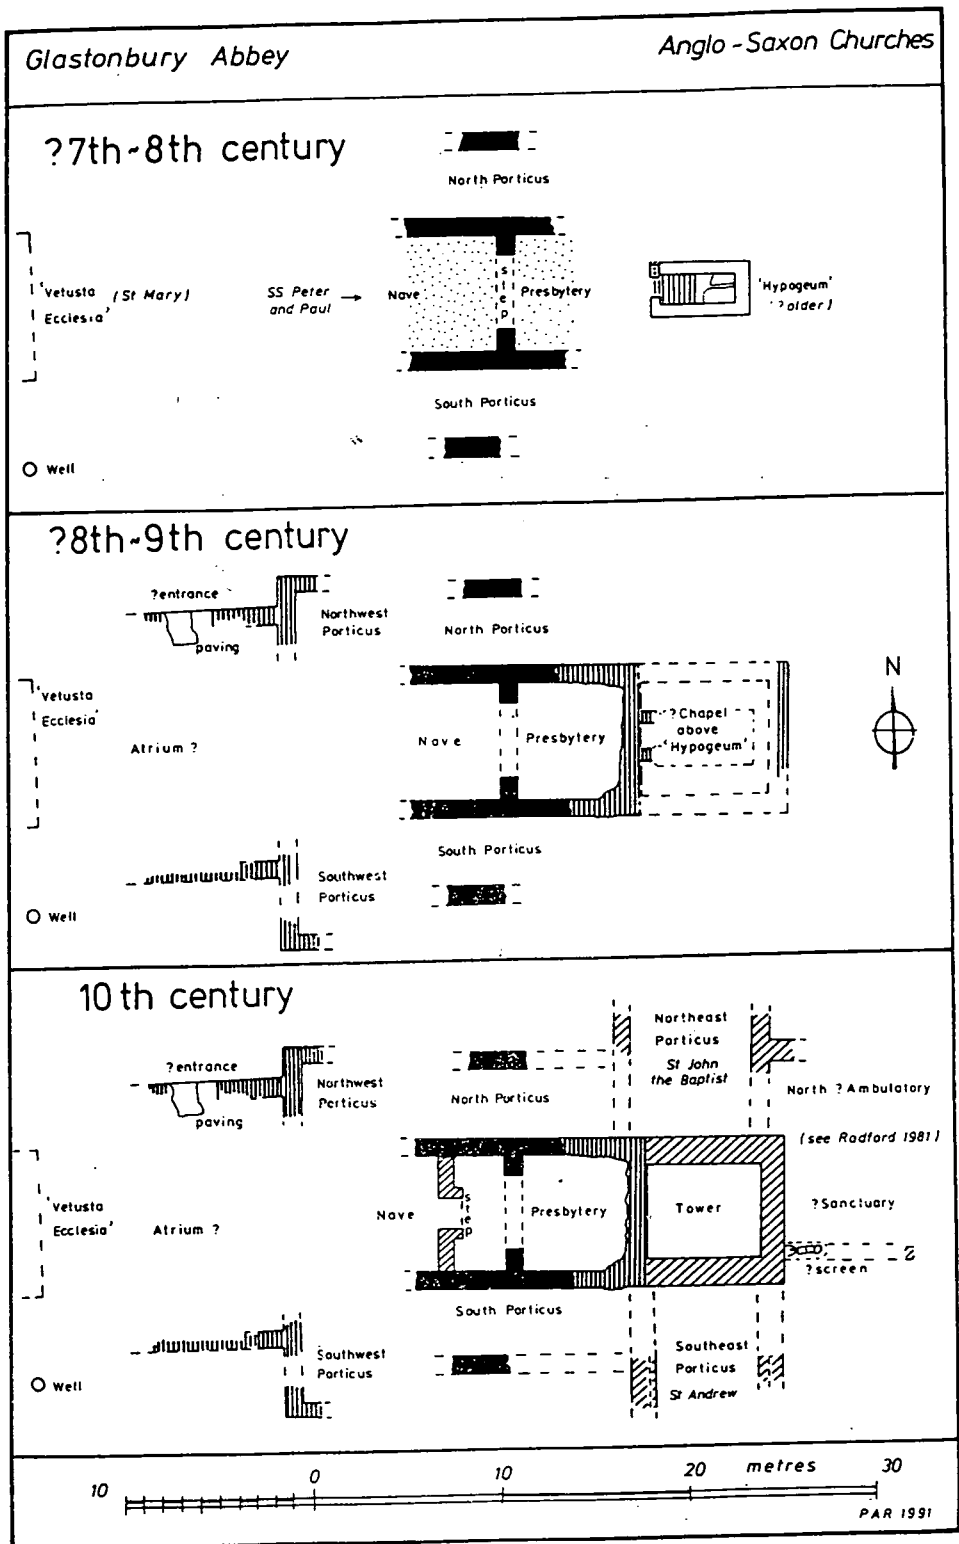 Glastonbury Abbey
Anglo-Saxon Churches
?7th-8th century
North Porticus
'Vetusta (St Mary)
Ecclesia'
SS Peter
and Paul
Nave
step
Presbytery
'Hypogeum'
(?older)
South Porticus
Well
?8th-9th century
?entrance
paving
Northwest
Porticus
North Porticus
N
'Vetusta
Ecclesia'
Atrium ?
Nave
Presbytery
?Chapel
above
'Hypogeum'
South Porticus
Southwest
Porticus
Well
10th century
?entrance
paving
Northwest
Porticus
North Porticus
Northeast
Porticus
St John
the Baptist
North ?Ambulatory
(see Radford 1981)
'Vetusta
Ecclesia'
Atrium ?
Nave
step
Presbytery
Tower
?Sanctuary
?screen
South Porticus
Southwest
Porticus
Southeast
Porticus
St Andrew
Well
10 0 10 20 metres 30
PAR 1991